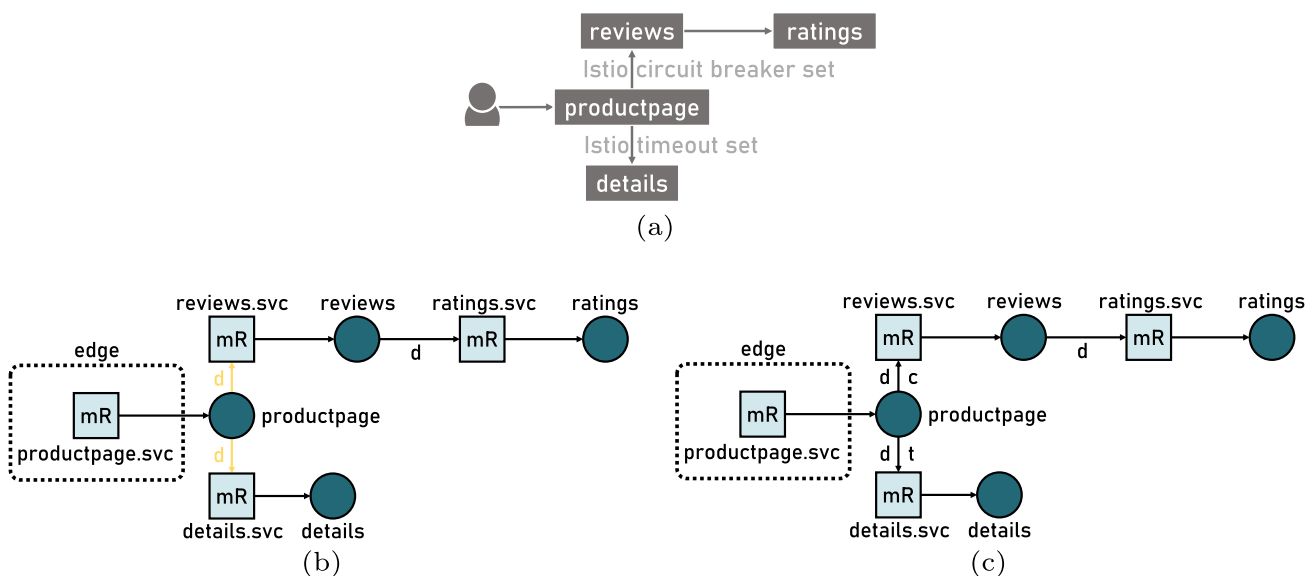 reviews
ratings
Istio circuit breaker set
productpage
Istio timeout set
details
(a)
reviews.svc
reviews
ratings.svc
ratings
mR
mR
d
edge
d
mR
productpage
productpage.svc
d
mR
details.svc
details
(b)
reviews.svc
reviews
ratings.svc
ratings
mR
mR
d
edge
d c
mR
productpage
productpage.svc
d t
mR
details.svc
details
(c)